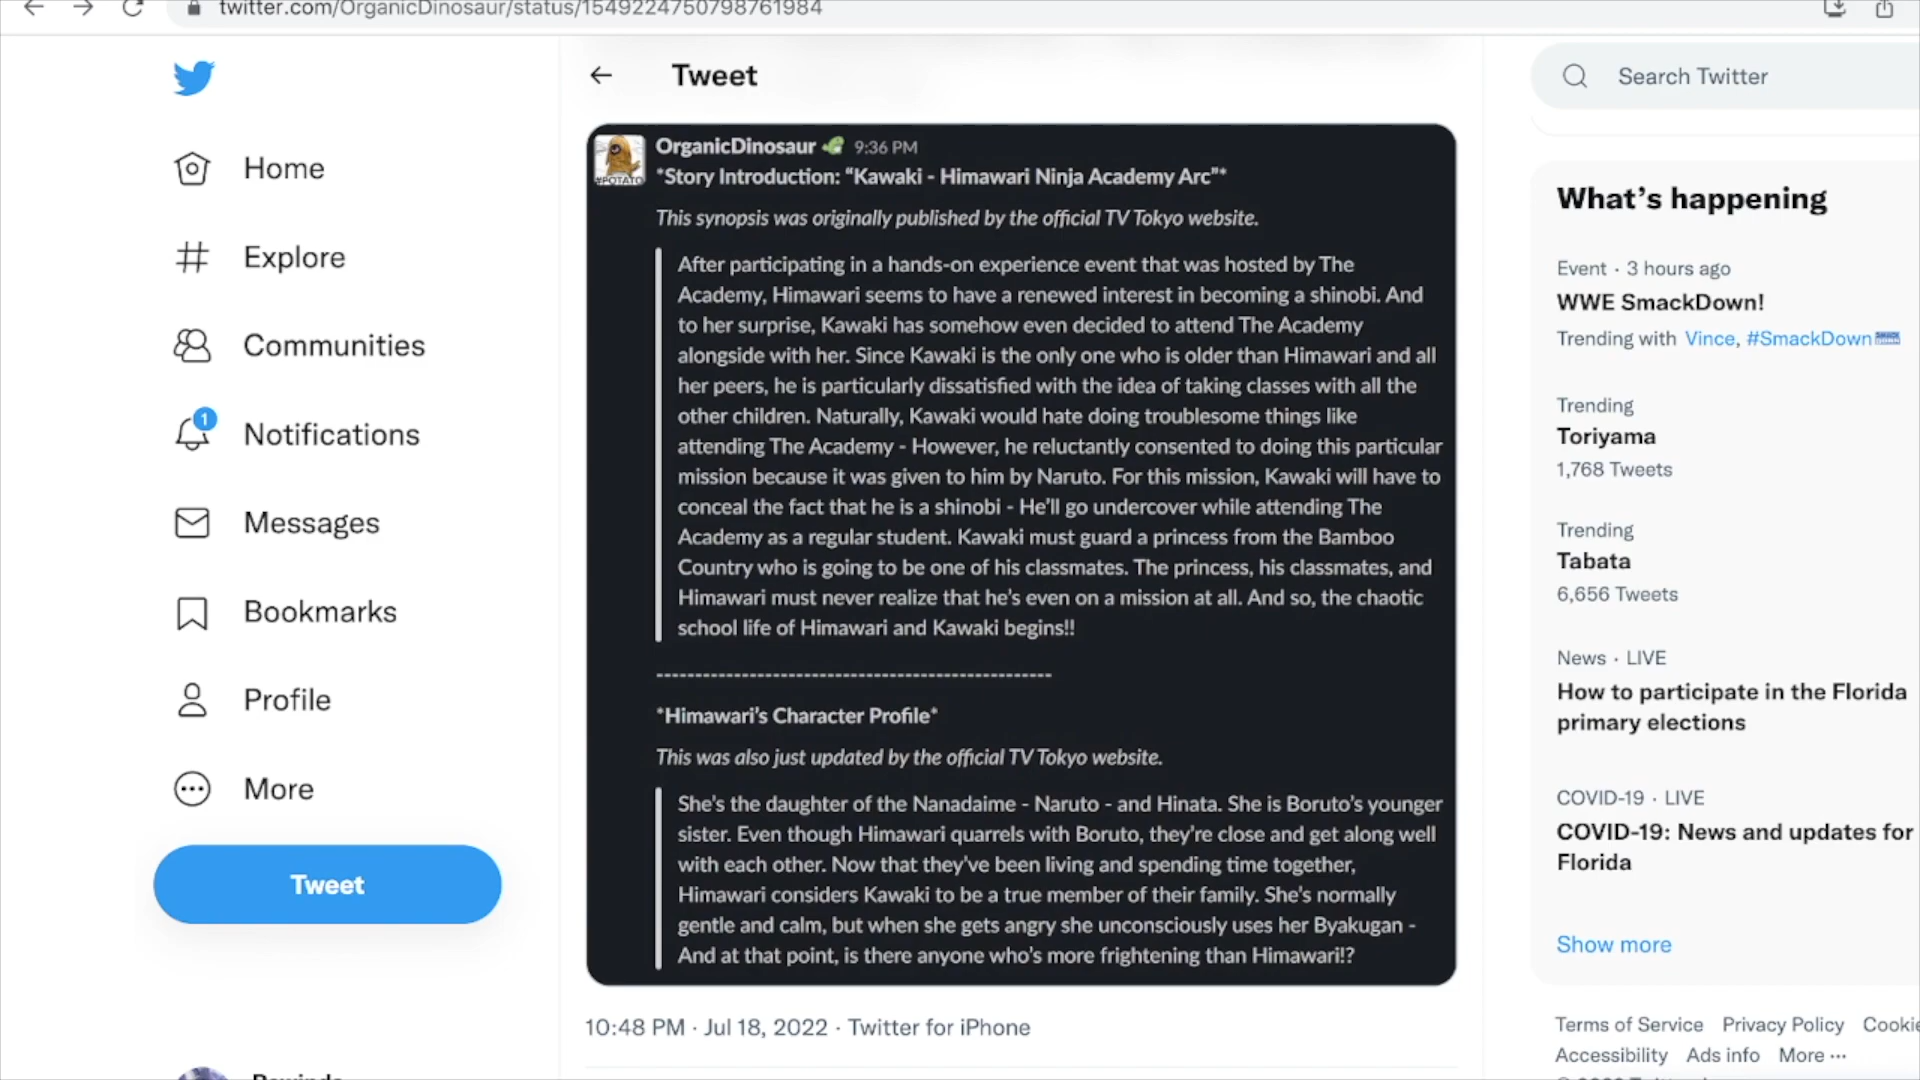 twitter.com/OrganicDinosaur/status/1549224750798761984
Home
Explore
Communities
1
Notifications
Messages
Bookmarks
Profile
More
Tweet
Tweet
#POTATO
OrganicDinosaur 9:36 PM
*Story Introduction: “Kawaki - Himawari Ninja Academy Arc”*
This synopsis was originally published by the official TV Tokyo website.
After participating in a hands-on experience event that was hosted by The
Academy, Himawari seems to have a renewed interest in becoming a shinobi. And
to her surprise, Kawaki has somehow even decided to attend The Academy
alongside with her. Since Kawaki is the only one who is older than Himawari and all
her peers, he is particularly dissatisfied with the idea of taking classes with all the
other children. Naturally, Kawaki would hate doing troublesome things like
attending The Academy - However, he reluctantly consented to doing this particular
mission because it was given to him by Naruto. For this mission, Kawaki will have to
conceal the fact that he is a shinobi - He'll go undercover while attending The
Academy as a regular student. Kawaki must guard a princess from the Bamboo
Country who is going to be one of his classmates. The princess, his classmates, and
Himawari must never realize that he's even on a mission at all. And so, the chaotic
school life of Himawari and Kawaki begins!!
--------------------------------------------------
*Himawari's Character Profile*
This was also just updated by the official TV Tokyo website.
She's the daughter of the Nanadaime - Naruto - and Hinata. She is Boruto's younger
sister. Even though Himawari quarrels with Boruto, they're close and get along well
with each other. Now that they've been living and spending time together,
Himawari considers Kawaki to be a true member of their family. She's normally
gentle and calm, but when she gets angry she unconsciously uses her Byakugan -
And at that point, is there anyone who's more frightening than Himawari!?
10:48 PM · Jul 18, 2022 · Twitter for iPhone
Search Twitter
What's happening
Event · 3 hours ago
WWE SmackDown!
Trending with Vince, #SmackDown
Trending
Toriyama
1,768 Tweets
Trending
Tabata
6,656 Tweets
News · LIVE
How to participate in the Florida
primary elections
COVID-19 · LIVE
COVID-19: News and updates for
Florida
Show more
Terms of Service Privacy Policy Cookie
Accessibility Ads info More ···